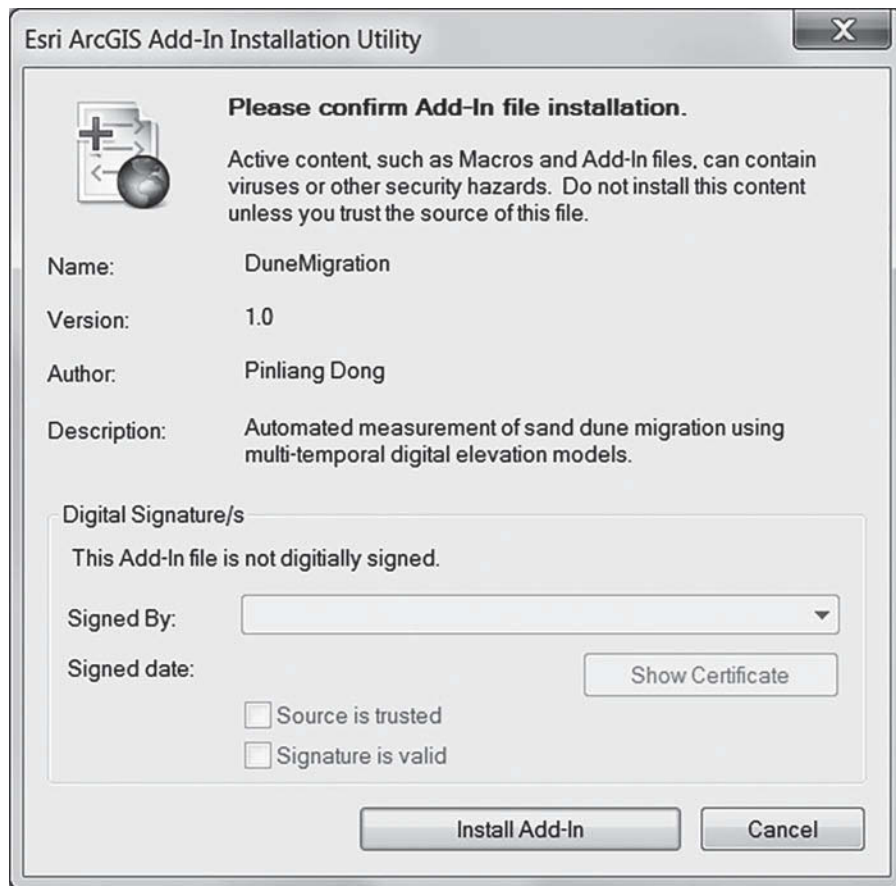 Esri ArcGIS Add-In Installation Utility
X
Please confirm Add-In file installation.
Active content, such as Macros and Add-In files, can contain
viruses or other security hazards. Do not install this content
unless you trust the source of this file.
Name: DuneMigration
Version: 1.0
Author: Pinliang Dong
Description: Automated measurement of sand dune migration using
multi-temporal digital elevation models.
Digital Signature/s
This Add-In file is not digitially signed.
Signed By:
Signed date:
Show Certificate
Source is trusted
Signature is valid
Install Add-In
Cancel